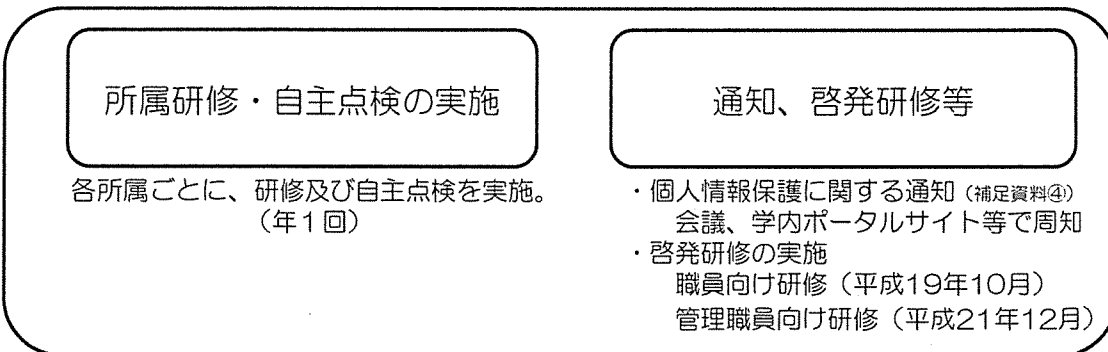 所属研修・自主点検の実施
各所属ごとに、研修及び自主点検を実施。
（年１回）
通知、啓発研修等
・個人情報保護に関する通知（補足資料④）
会議、学内ポータルサイト等で周知
・啓発研修の実施
職員向け研修（平成19年10月）
管理職員向け研修（平成21年12月）